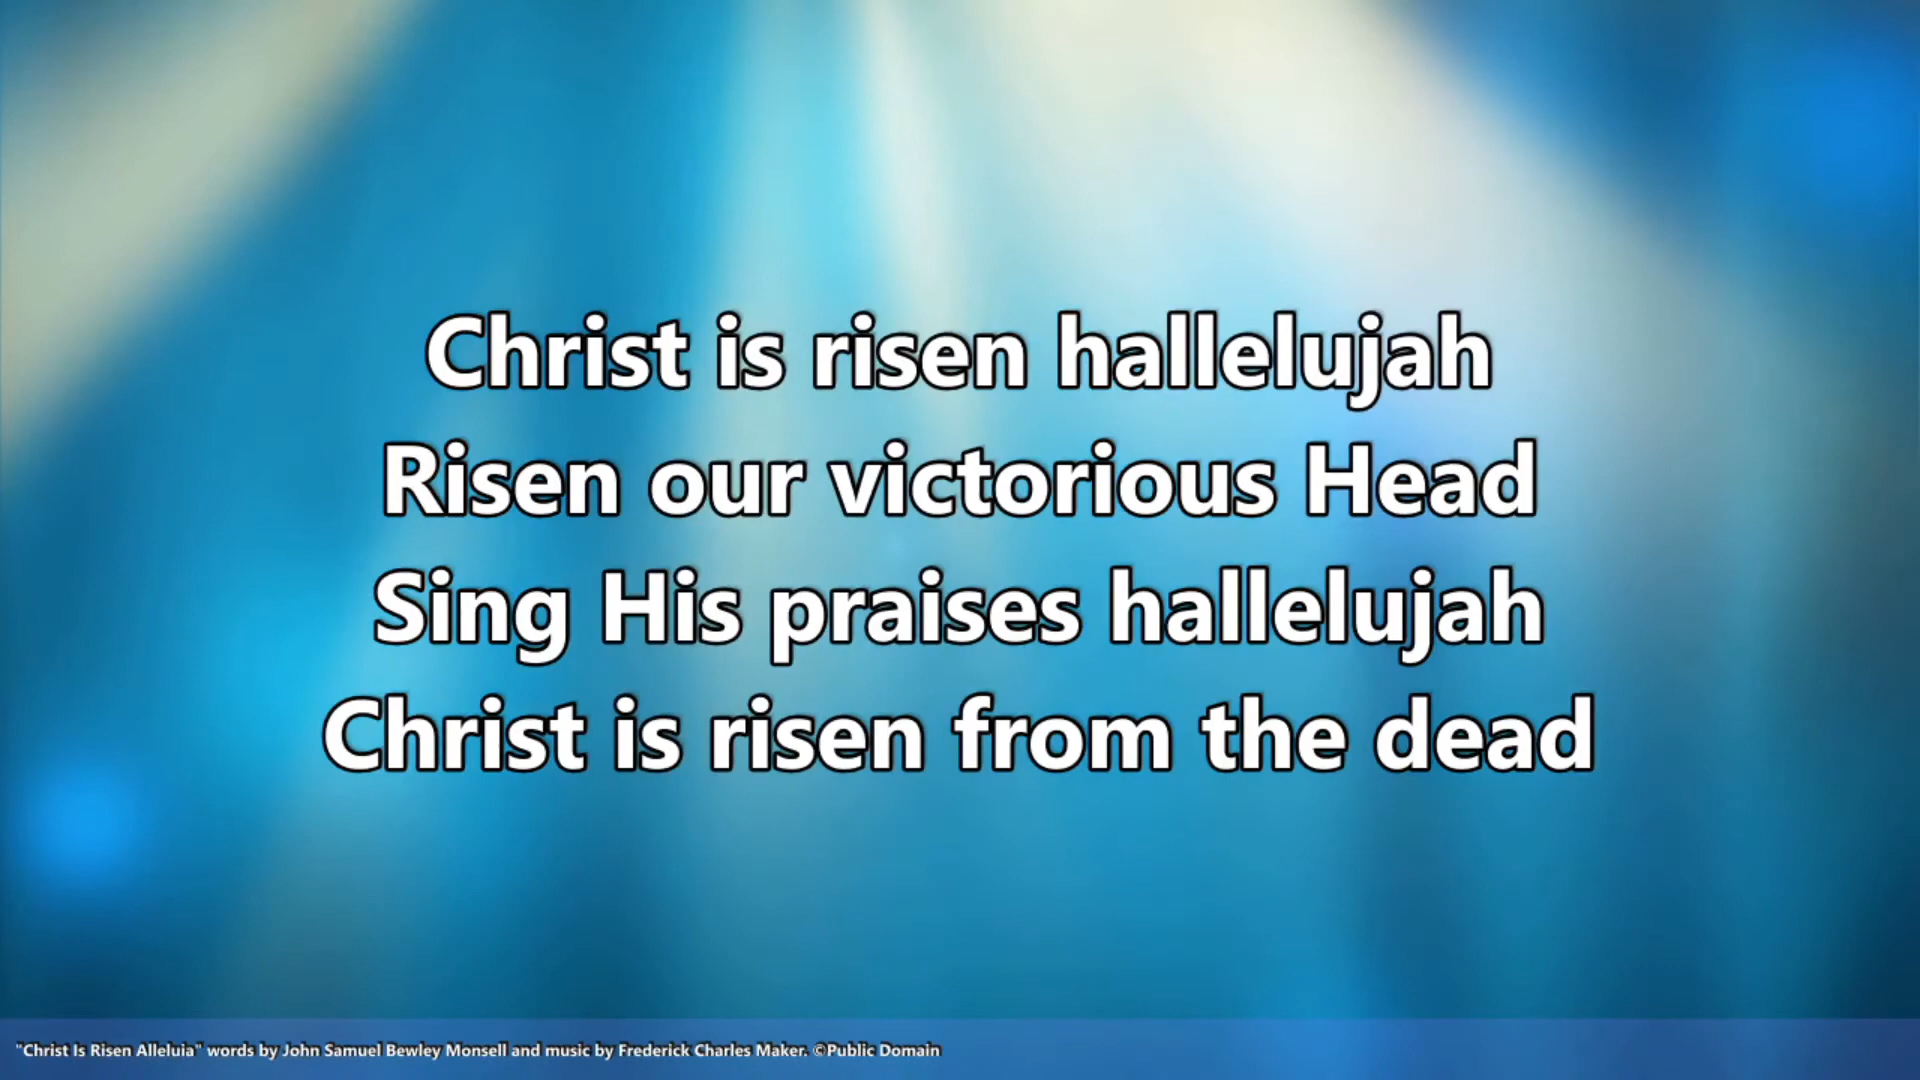 Christ is risen hallelujah
Risen our victorious Head
Sing His praises hallelujah
Christ is risen from the dead
"Christ Is Risen Alleluia" words by John Samuel Bewley Monsell and music by Frederick Charles Maker. ©Public Domain